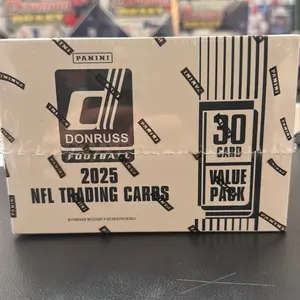 PANINI
DONRUSS
FOOTBALL
2025
NFL TRADING CARDS
30
CARD
VALUE
PACK